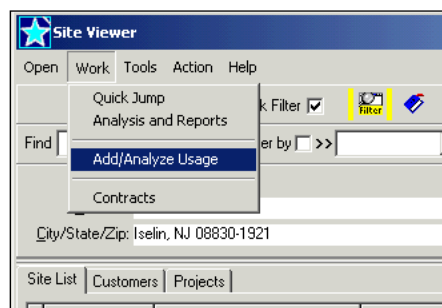 Site Viewer
Open Work Tools Action Help
Quick Jump
k Filter
Filter
Analysis and Reports
Find
er by >>
Add/Analyze Usage
Contracts
City/State/Zip: Iselin, NJ 08830-1921
Site List Customers Projects